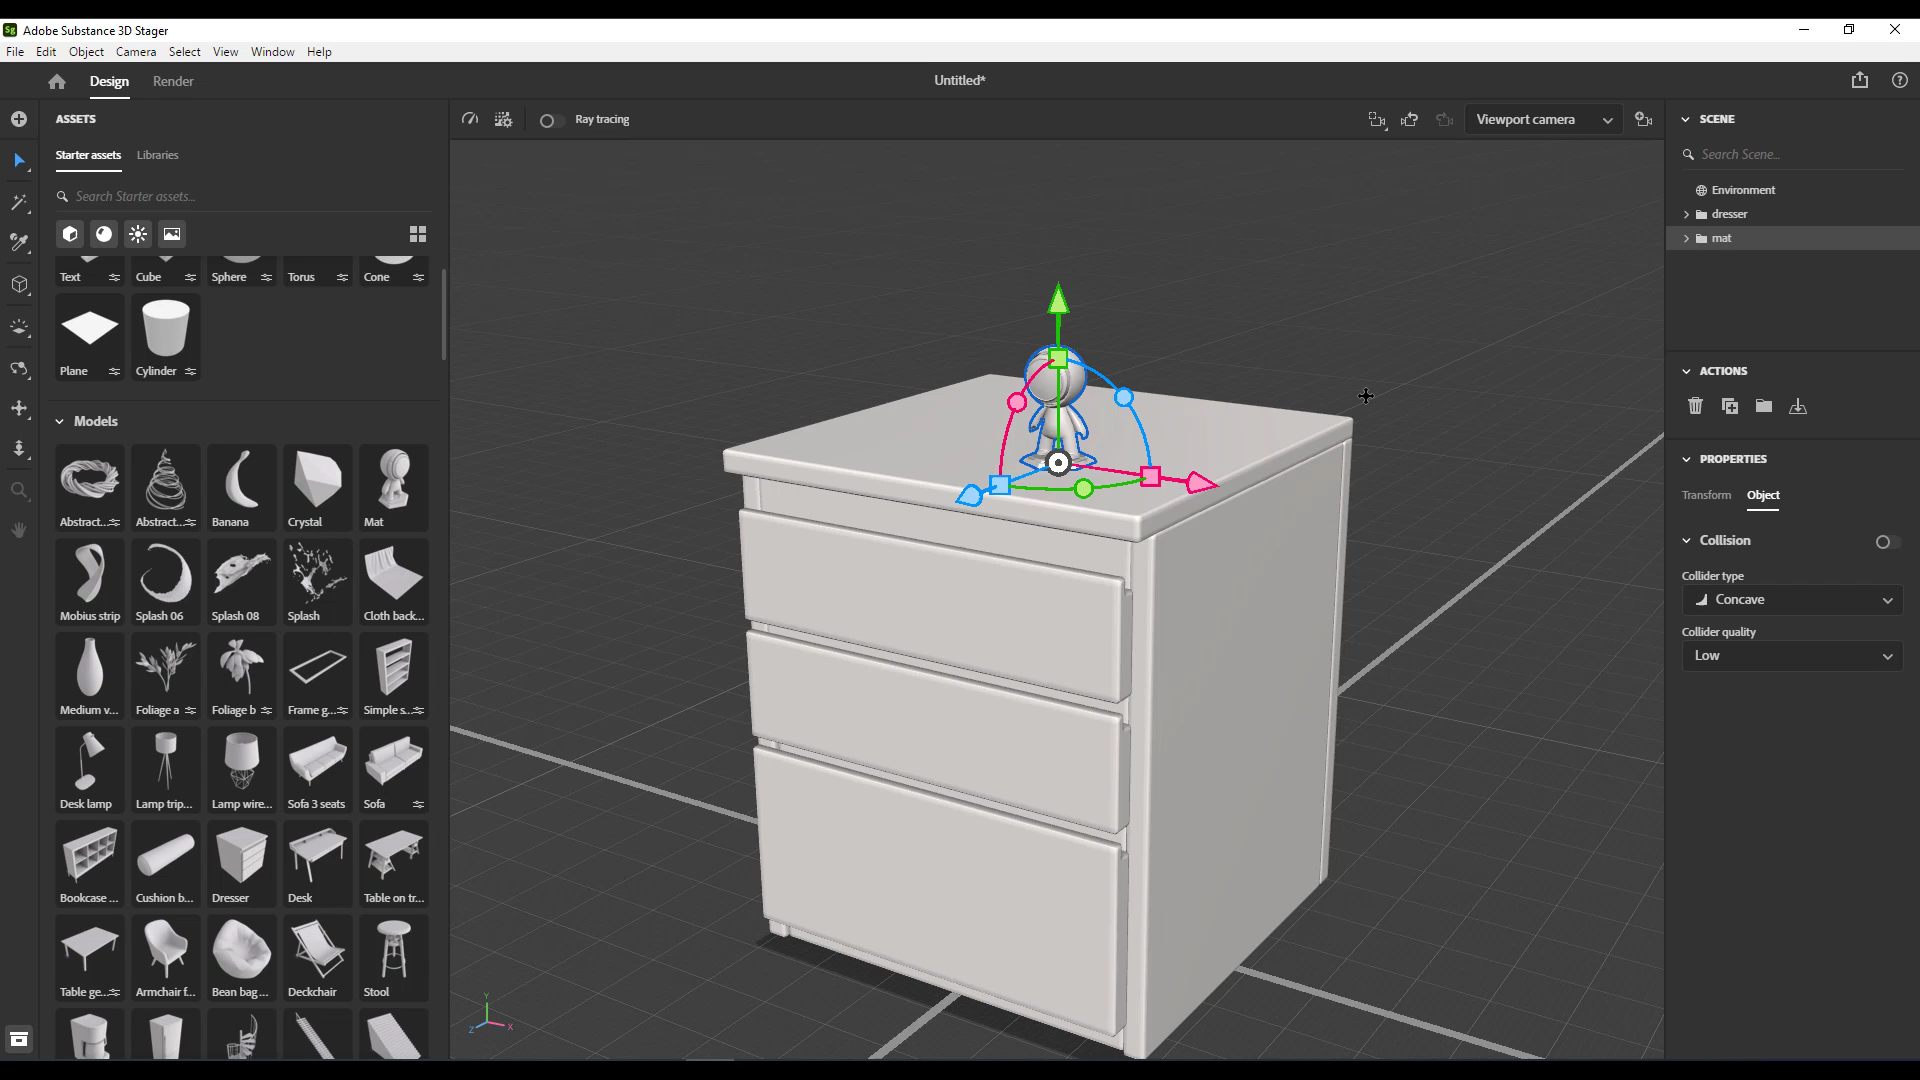 Sg Adobe Substance 3D Stager
File Edit Object Camera Select View Window Help
Design Render Untitled*
ASSETS
Starter assets Libraries
Search Starter assets...
Text Cube Sphere Torus Cone
Plane Cylinder
Models
Abstract... Abstract... Banana Crystal Mat
Mobius strip Splash 06 Splash 08 Splash Cloth back...
Medium v... Foliage a Foliage b Frame g... Simple s...
Desk lamp Lamp trip... Lamp wire... Sofa 3 seats Sofa
Bookcase ... Cushion b... Dresser Desk Table on tr...
Table ge... Armchair f... Bean bag ... Deckchair Stool
Ray tracing
Viewport camera
Y
Z X
SCENE
Search Scene...
Environment
dresser
mat
ACTIONS
PROPERTIES
Transform Object
Collision
Collider type
Concave
Collider quality
Low